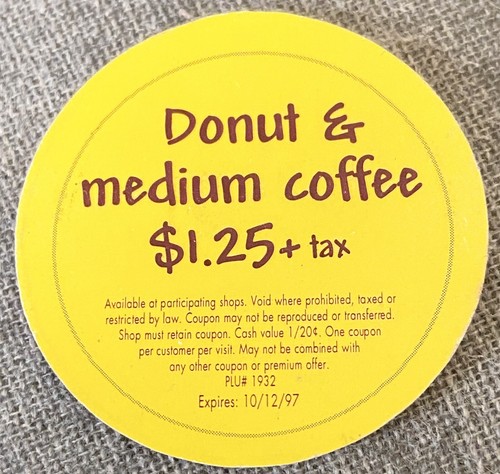 Donut &
medium coffee
$1.25+ tax
Available at participating shops. Void where prohibited, taxed or
restricted by law. Coupon may not be reproduced or transferred.
Shop must retain coupon. Cash value 1/20¢. One coupon
per customer per visit. May not be combined with
any other coupon or premium offer.
PLU# 1932
Expires: 10/12/97